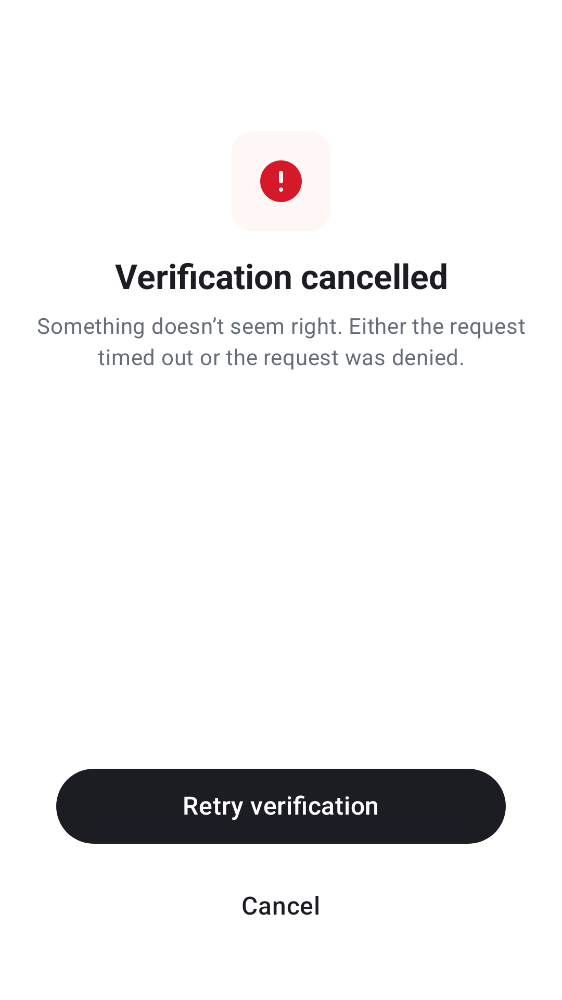 Verification cancelled
Something doesn’t seem right. Either the request
timed out or the request was denied.
Retry verification
Cancel